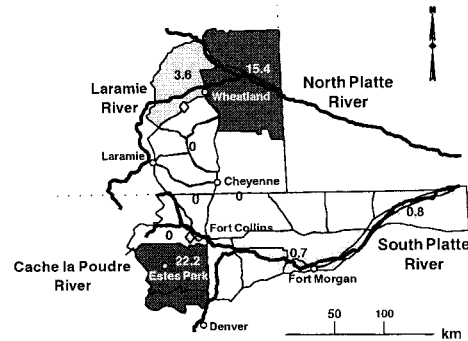 N
3.6
15.4
Laramie
River
North Platte
River
Wheatland
0
Laramie
Cheyenne
0
0
0.8
Fort Collins
0
0.7
South Platte
River
22.2
Estes Park
Cache la Poudre
River
Fort Morgan
Denver
50
100
km